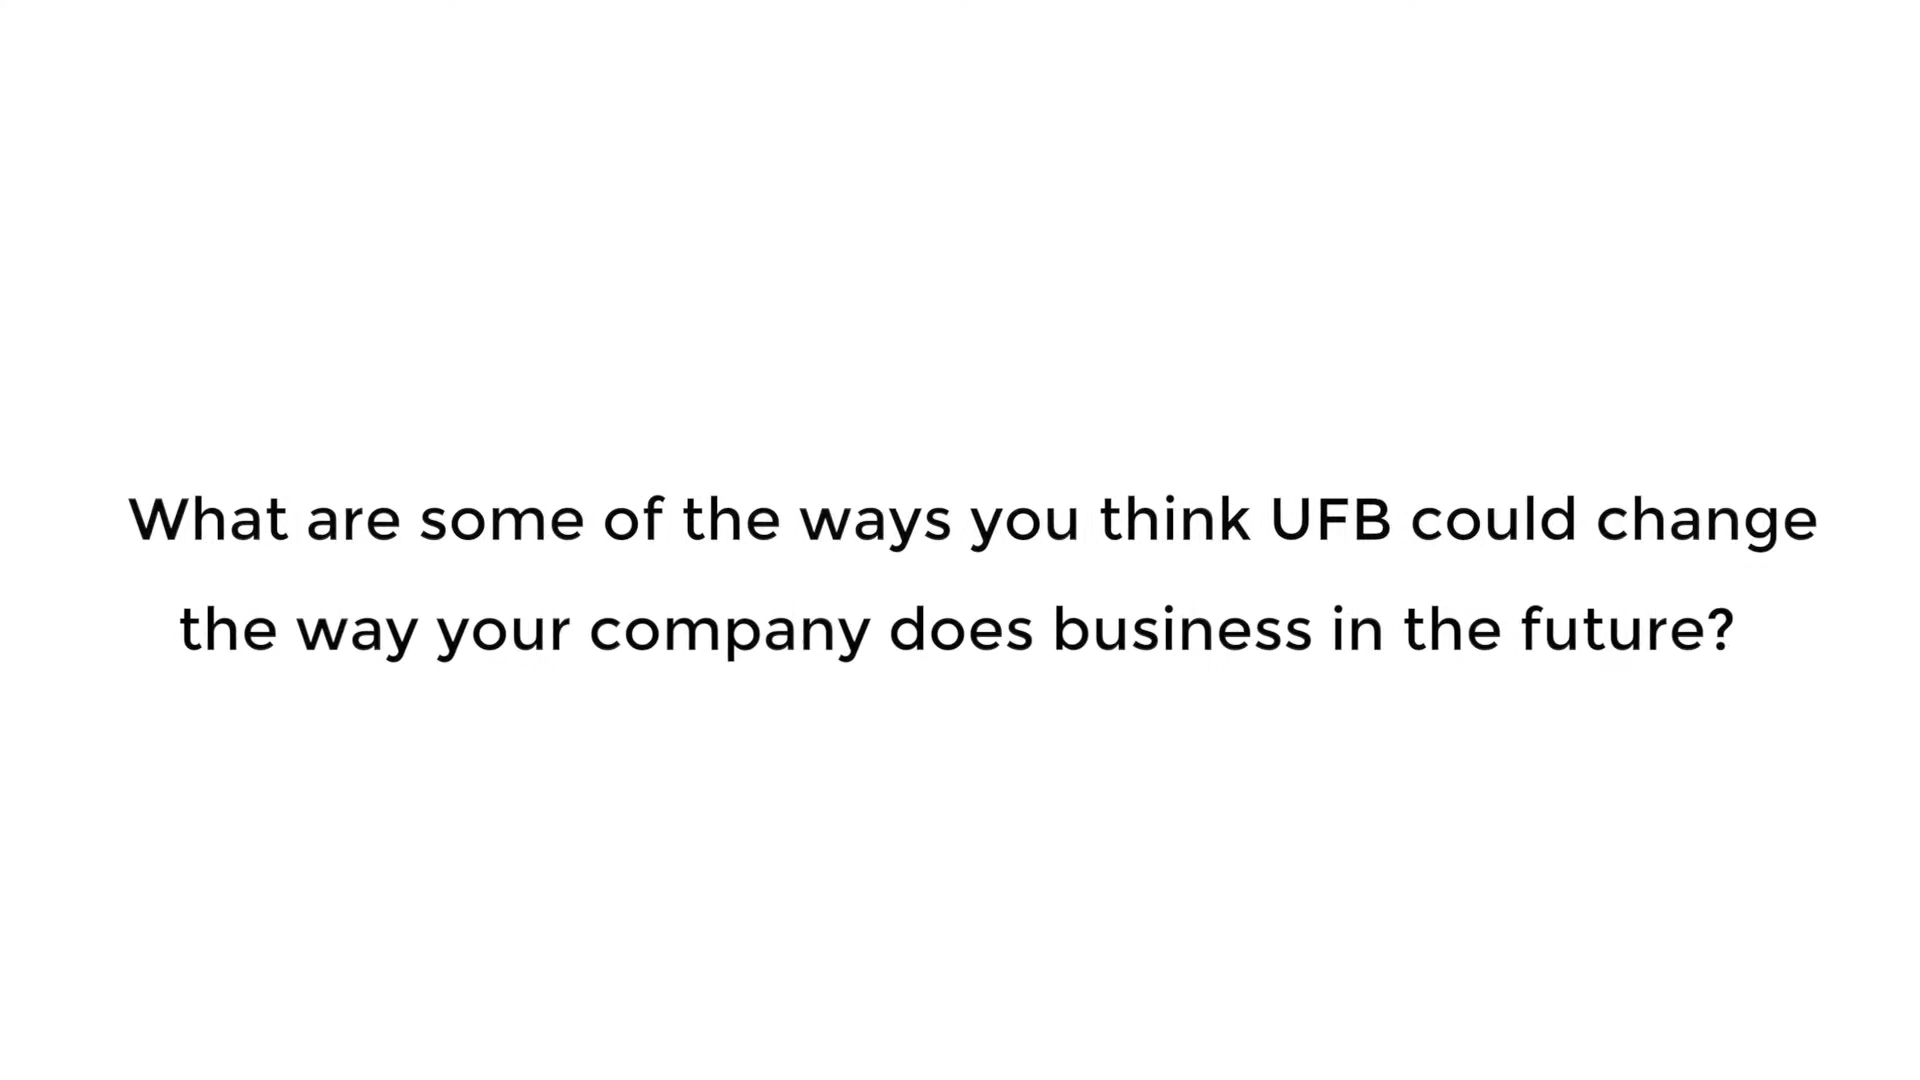 What are some of the ways you think UFB could change
the way your company does business in the future?